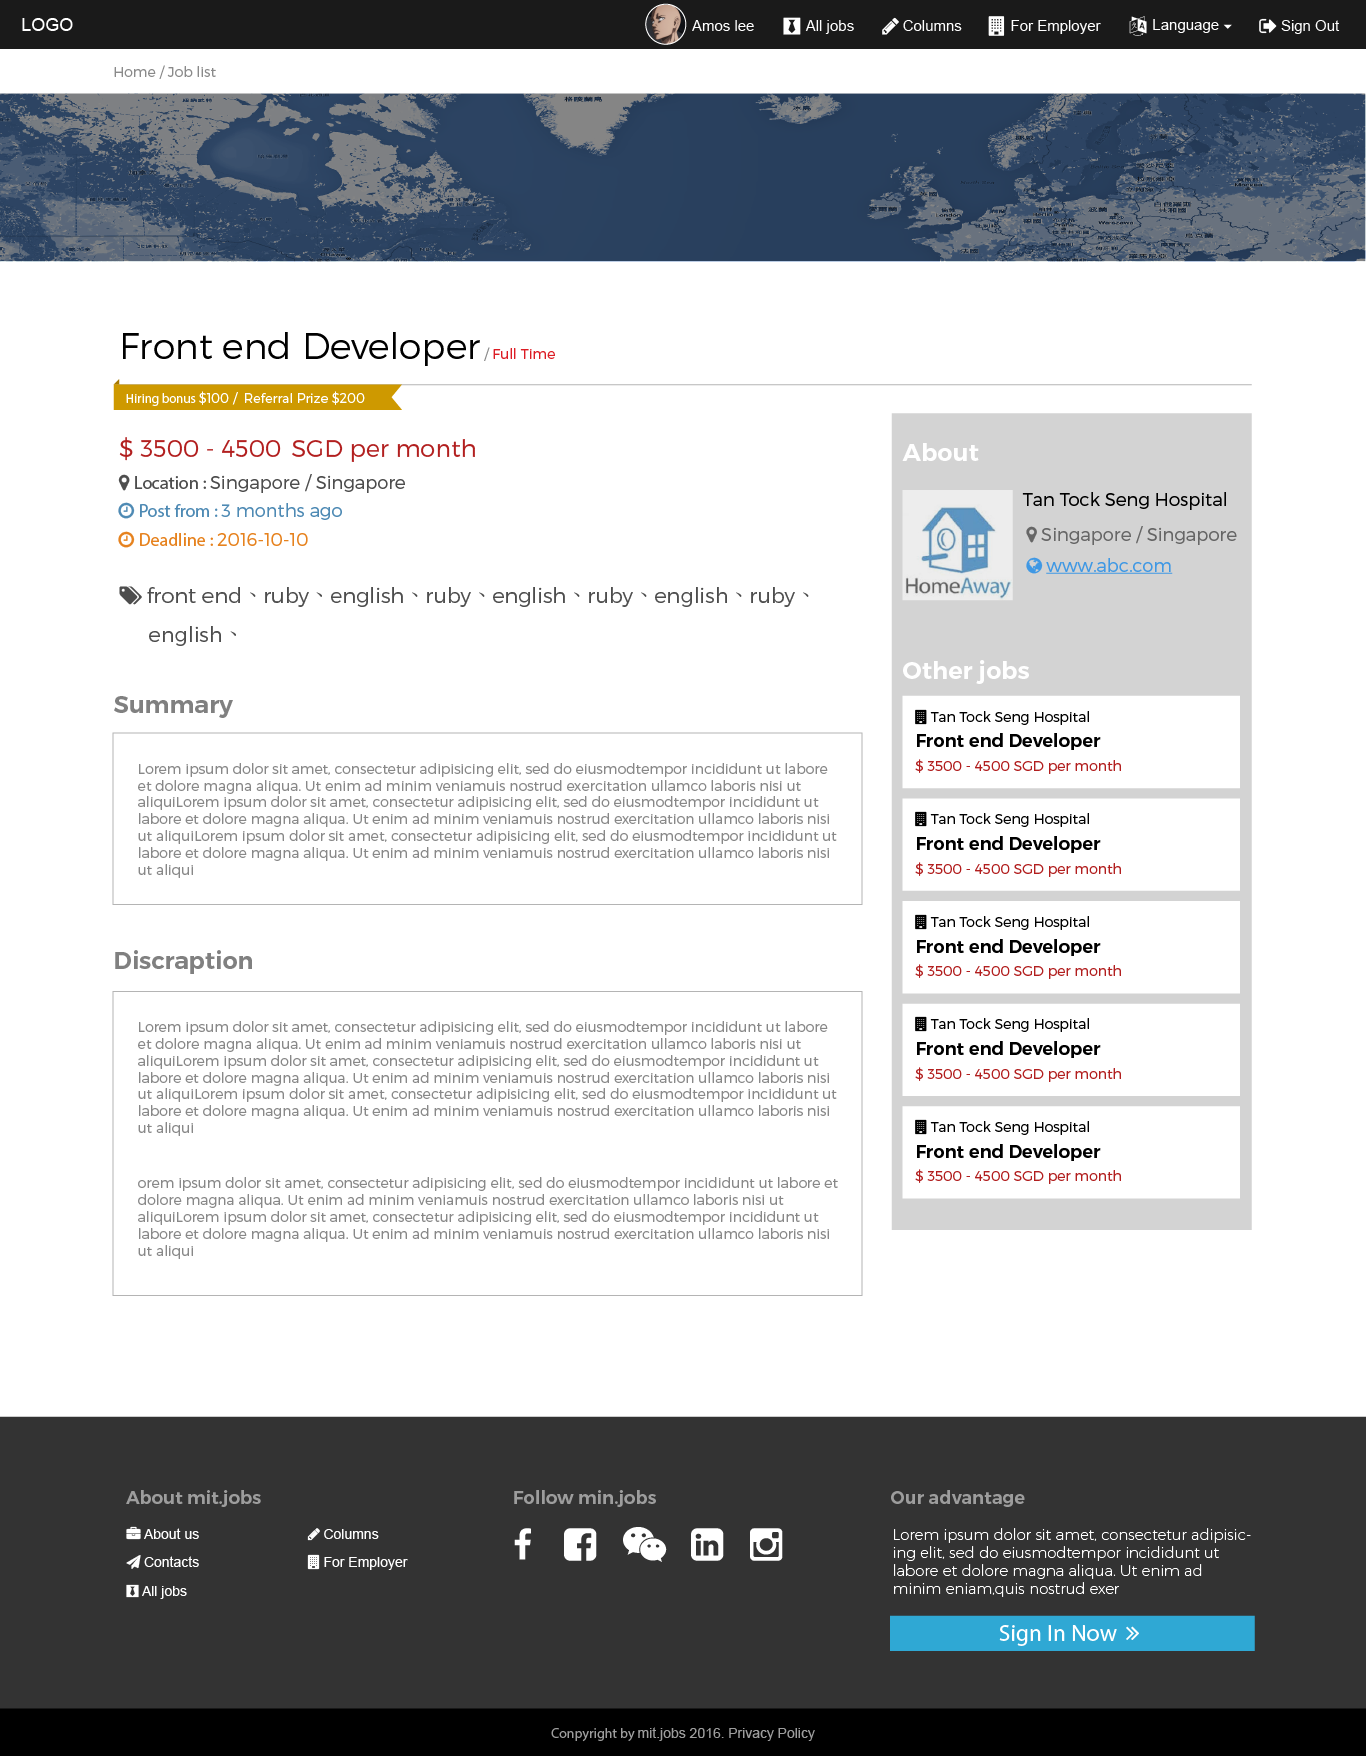 LOGO
Amos lee
All jobs
Columns
For Employer
Language
Sign Out
Home / Job list
格陵蘭島
London
Warszawa
Front end Developer / Full Time
Hiring bonus $100 / Referral Prize $200
$ 3500 - 4500 SGD per month
Location : Singapore / Singapore
Post from : 3 months ago
Deadline : 2016-10-10
front end、ruby、english、ruby、english、ruby、english、ruby、
english、
Summary
Lorem ipsum dolor sit amet, consectetur adipisicing elit, sed do eiusmodtempor incididunt ut labore
et dolore magna aliqua. Ut enim ad minim veniamuis nostrud exercitation ullamco laboris nisi ut
aliquiLorem ipsum dolor sit amet, consectetur adipisicing elit, sed do eiusmodtempor incididunt ut
labore et dolore magna aliqua. Ut enim ad minim veniamuis nostrud exercitation ullamco laboris nisi
ut aliquiLorem ipsum dolor sit amet, consectetur adipisicing elit, sed do eiusmodtempor incididunt ut
labore et dolore magna aliqua. Ut enim ad minim veniamuis nostrud exercitation ullamco laboris nisi
ut aliqui
Discraption
Lorem ipsum dolor sit amet, consectetur adipisicing elit, sed do eiusmodtempor incididunt ut labore
et dolore magna aliqua. Ut enim ad minim veniamuis nostrud exercitation ullamco laboris nisi ut
aliquiLorem ipsum dolor sit amet, consectetur adipisicing elit, sed do eiusmodtempor incididunt ut
labore et dolore magna aliqua. Ut enim ad minim veniamuis nostrud exercitation ullamco laboris nisi
ut aliquiLorem ipsum dolor sit amet, consectetur adipisicing elit, sed do eiusmodtempor incididunt ut
labore et dolore magna aliqua. Ut enim ad minim veniamuis nostrud exercitation ullamco laboris nisi
ut aliqui
orem ipsum dolor sit amet, consectetur adipisicing elit, sed do eiusmodtempor incididunt ut labore et
dolore magna aliqua. Ut enim ad minim veniamuis nostrud exercitation ullamco laboris nisi ut
aliquiLorem ipsum dolor sit amet, consectetur adipisicing elit, sed do eiusmodtempor incididunt ut
labore et dolore magna aliqua. Ut enim ad minim veniamuis nostrud exercitation ullamco laboris nisi
ut aliqui
About
HomeAway
Tan Tock Seng Hospital
Singapore / Singapore
www.abc.com
Other jobs
Tan Tock Seng Hospital
Front end Developer
$ 3500 - 4500 SGD per month
Tan Tock Seng Hospital
Front end Developer
$ 3500 - 4500 SGD per month
Tan Tock Seng Hospital
Front end Developer
$ 3500 - 4500 SGD per month
Tan Tock Seng Hospital
Front end Developer
$ 3500 - 4500 SGD per month
Tan Tock Seng Hospital
Front end Developer
$ 3500 - 4500 SGD per month
About mit.jobs
About us
Contacts
All jobs
Columns
For Employer
Follow min.jobs
Our advantage
Lorem ipsum dolor sit amet, consectetur adipisic-
ing elit, sed do eiusmodtempor incididunt ut
labore et dolore magna aliqua. Ut enim ad
minim eniam,quis nostrud exer
Sign In Now »
Conpyright by mit.jobs 2016. Privacy Policy